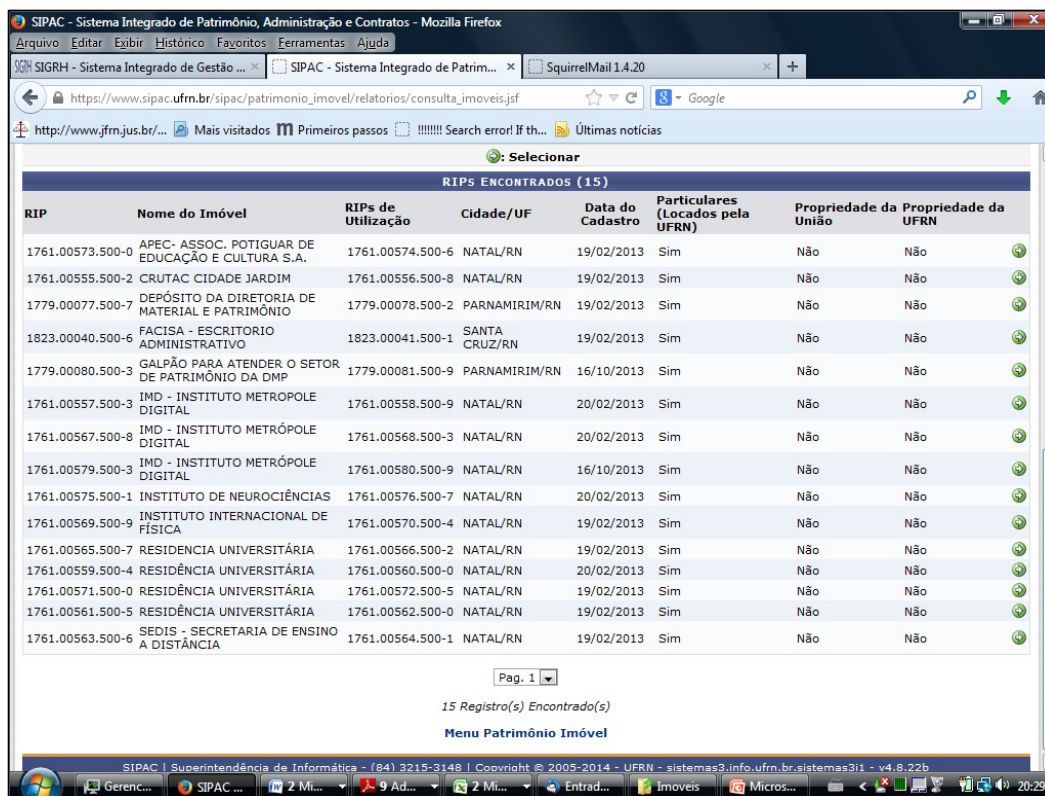 SIPAC - Sistema Integrado de Patrimônio, Administração e Contratos - Mozilla Firefox
Arquivo Editar Exibir Histórico Favoritos Ferramentas Ajuda
SIGRH - Sistema Integrado de Gestão ... × SIPAC - Sistema Integrado de Patrim... × SquirrelMail 1.4.20 × +
https://www.sipac.ufrn.br/sipac/patrimonio_imovel/relatorios/consulta_imoveis.jsf Google
http://www.jfrn.jus.br/... Mais visitados Primeiros passos !!!!!!!! Search error! If th... Últimas notícias
: Selecionar
RIPS ENCONTRADOS (15)
RIP Nome do Imóvel RIPs de Utilização Cidade/UF Data do Cadastro Particulares (Locados pela UFRN) Propriedade da União Propriedade da UFRN
1761.00573.500-0 APEC- ASSOC. POTIGUAR DE EDUCAÇÃO E CULTURA S.A. 1761.00574.500-6 NATAL/RN 19/02/2013 Sim Não Não
1761.00555.500-2 CRUTAC CIDADE JARDIM 1761.00556.500-8 NATAL/RN 19/02/2013 Sim Não Não
1779.00077.500-7 DEPÓSITO DA DIRETORIA DE MATERIAL E PATRIMÔNIO 1779.00078.500-2 PARNAMIRIM/RN 19/02/2013 Sim Não Não
1823.00040.500-6 FACISA - ESCRITORIO ADMINISTRATIVO 1823.00041.500-1 SANTA CRUZ/RN 19/02/2013 Sim Não Não
1779.00080.500-3 GALPÃO PARA ATENDER O SETOR DE PATRIMÔNIO DA DMP 1779.00081.500-9 PARNAMIRIM/RN 16/10/2013 Sim Não Não
1761.00557.500-3 IMD - INSTITUTO METROPOLE DIGITAL 1761.00558.500-9 NATAL/RN 20/02/2013 Sim Não Não
1761.00567.500-8 IMD - INSTITUTO METRÓPOLE DIGITAL 1761.00568.500-3 NATAL/RN 20/02/2013 Sim Não Não
1761.00579.500-3 IMD - INSTITUTO METRÓPOLE DIGITAL 1761.00580.500-9 NATAL/RN 16/10/2013 Sim Não Não
1761.00575.500-1 INSTITUTO DE NEUROCIÊNCIAS 1761.00576.500-7 NATAL/RN 20/02/2013 Sim Não Não
1761.00569.500-9 INSTITUTO INTERNACIONAL DE FÍSICA 1761.00570.500-4 NATAL/RN 19/02/2013 Sim Não Não
1761.00565.500-7 RESIDENCIA UNIVERSITÁRIA 1761.00566.500-2 NATAL/RN 19/02/2013 Sim Não Não
1761.00559.500-4 RESIDÊNCIA UNIVERSITÁRIA 1761.00560.500-0 NATAL/RN 20/02/2013 Sim Não Não
1761.00571.500-0 RESIDÊNCIA UNIVERSITÁRIA 1761.00572.500-5 NATAL/RN 19/02/2013 Sim Não Não
1761.00561.500-5 RESIDÊNCIA UNIVERSITÁRIA 1761.00562.500-0 NATAL/RN 19/02/2013 Sim Não Não
1761.00563.500-6 SEDIS - SECRETARIA DE ENSINO A DISTÂNCIA 1761.00564.500-1 NATAL/RN 19/02/2013 Sim Não Não
Pag. 1
15 Registro(s) Encontrado(s)
Menu Patrimônio Imóvel
SIPAC | Superintendência de Informática - (84) 3215-3148 | Copyright © 2005-2014 - UFRN - sistemas3.info.ufrn.br.sistemas3i1 - v4.8.22b
Gerenc... SIPAC ... 2 Mi... 9 Ad... 2 Mi... Entrad... Imoveis Micros... 20:29